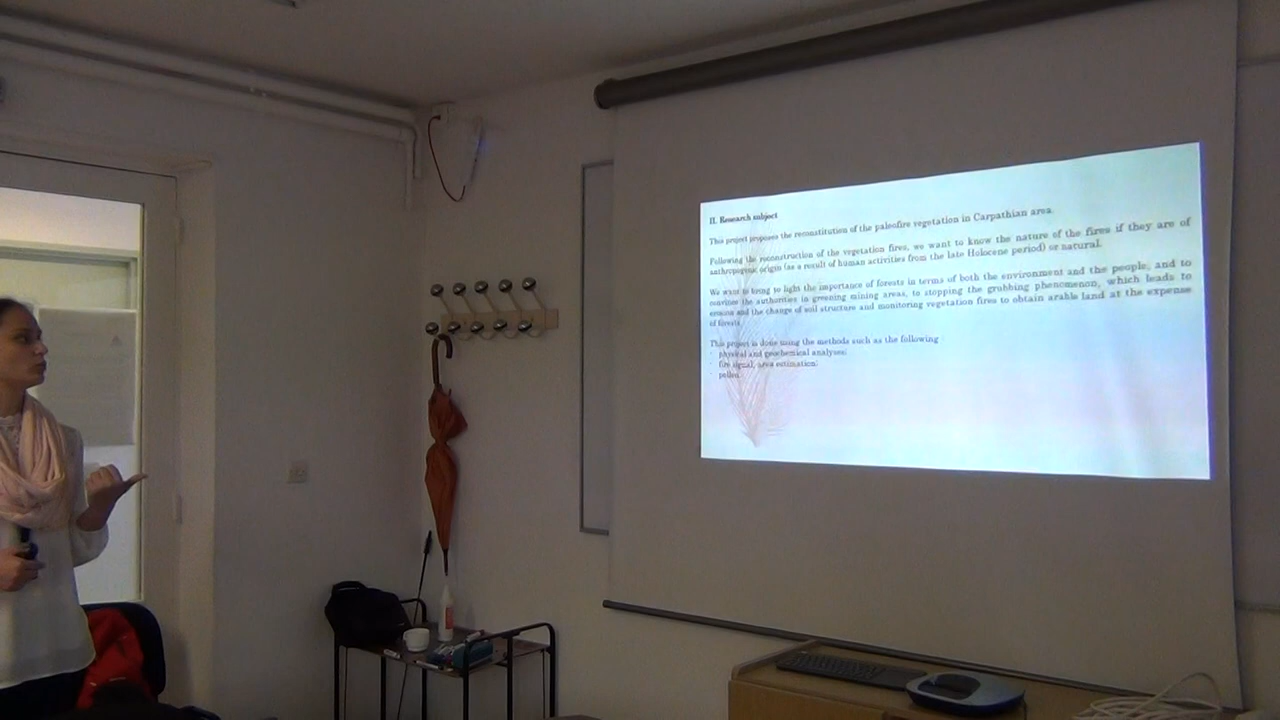 II. Research subject
This project proposes the reconstitution of the paleofire vegetation in Carpathian area.
Following the reconstruction of the vegetation fires, we want to know the nature of the fires if they are of
anthropogenic origin (as a result of human activities from the late Holocene period) or natural.
We want to bring to light the importance of forests in terms of both the environment and the people, and to
convince the authorities in greening mining areas, to stopping the grubbing phenomenon, which leads to
erosion and the change of soil structure and monitoring vegetation fires to obtain arable land at the expense
of forests.
This project is done using the methods such as the following
- physical and geochemical analyses;
- fire signal, area estimation;
- pollen.